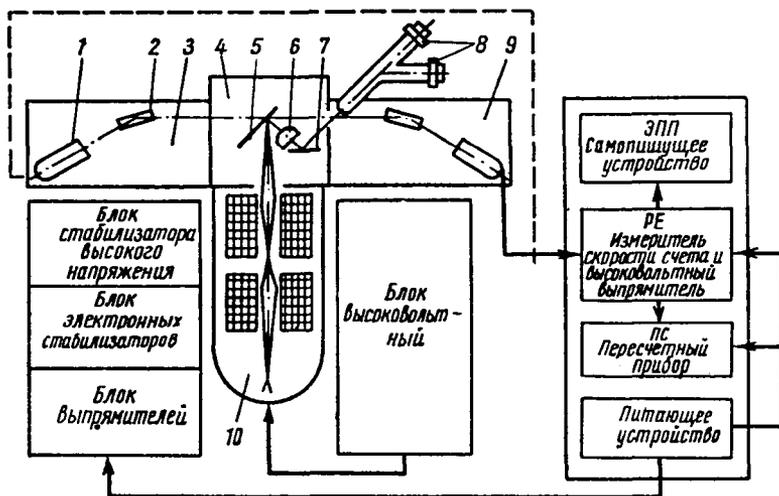 1
2
3
4
5
6
7
8
9
ЭПП
Самопишущее
устройство
РЕ
Измеритель
скорости счета и
высоковольтный
выпрямитель
ПС
Пересчетный
прибор
Питающее
устройство
Блок
стабилизатора
высокого
напряжения
Блок
электронных
стабилизаторов
Блок
выпрямителей
10
Блок
высоковольт-
ный